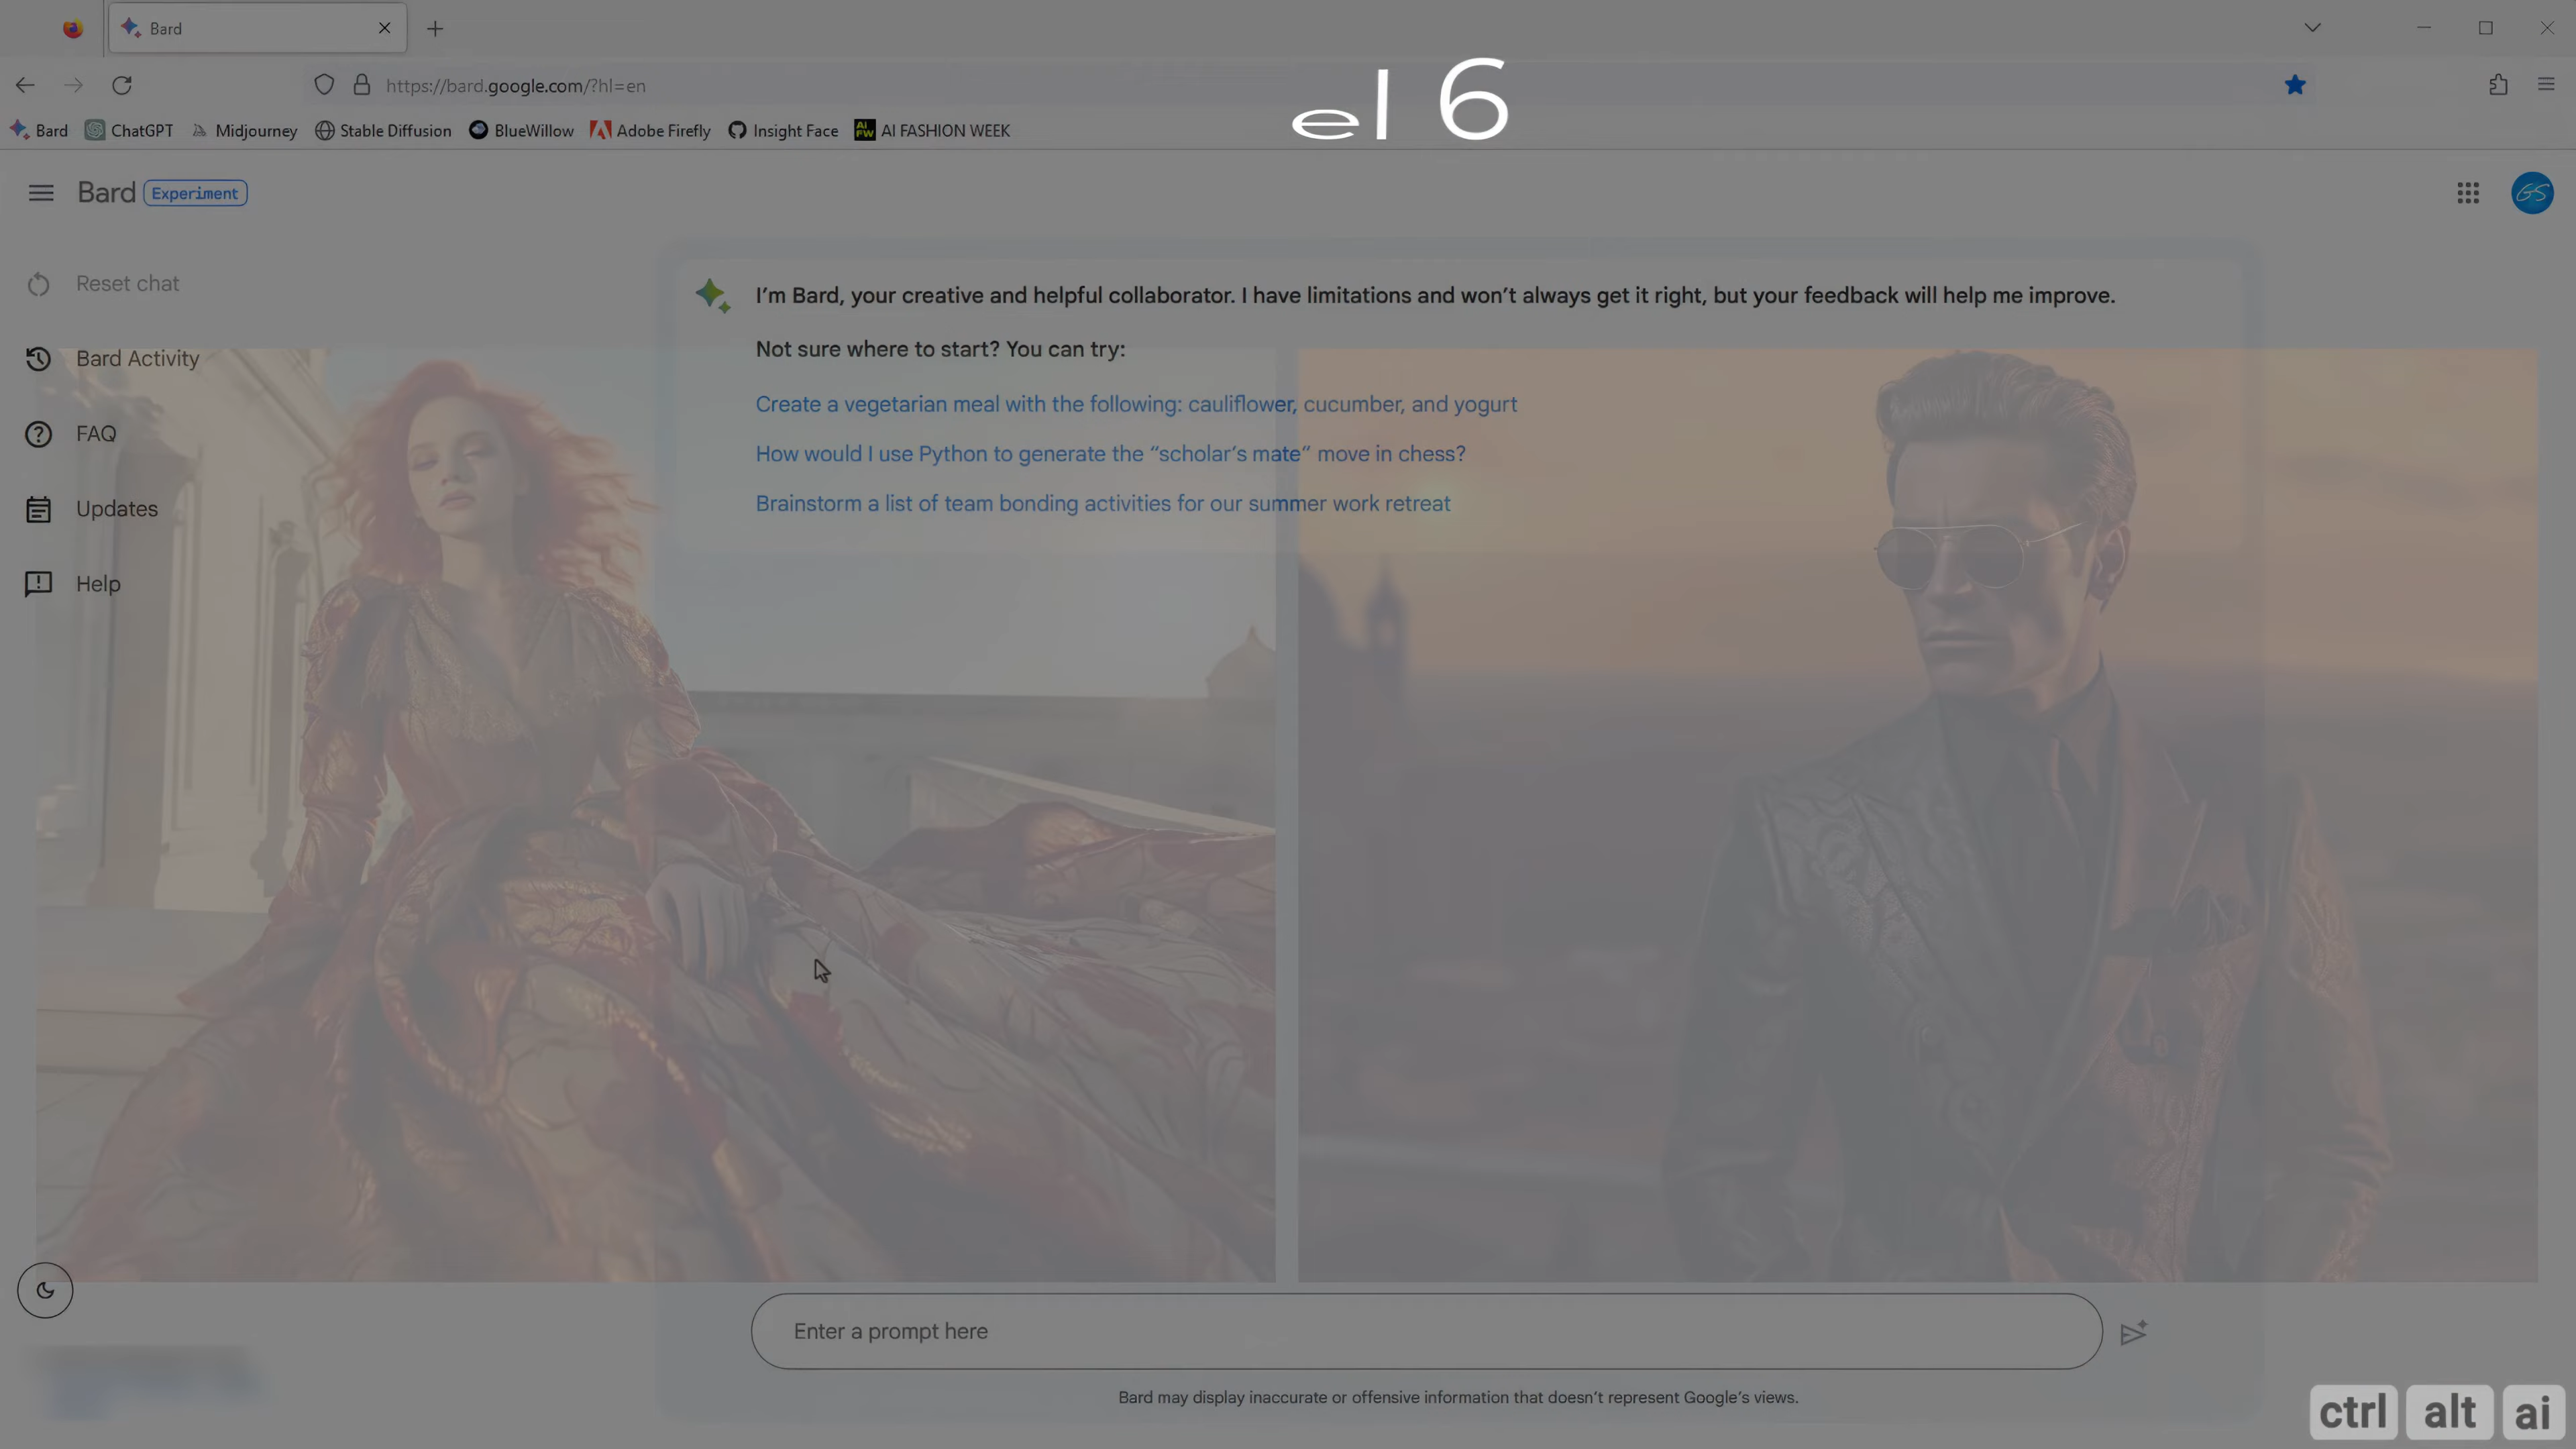 Bard
el 6
https://bard.google.com/?hl=en
Bard ChatGPT Midjourney Stable Diffusion BlueWillow Adobe Firefly Insight Face AI FASHION WEEK
Bard Experiment
GS
Reset chat
Bard Activity
FAQ
Updates
Help
I'm Bard, your creative and helpful collaborator. I have limitations and won't always get it right, but your feedback will help me improve.
Not sure where to start? You can try:
Create a vegetarian meal with the following: cauliflower, cucumber, and yogurt
How would I use Python to generate the “scholar's mate” move in chess?
Brainstorm a list of team bonding activities for our summer work retreat
Enter a prompt here
Bard may display inaccurate or offensive information that doesn't represent Google's views.
ctrl alt ai